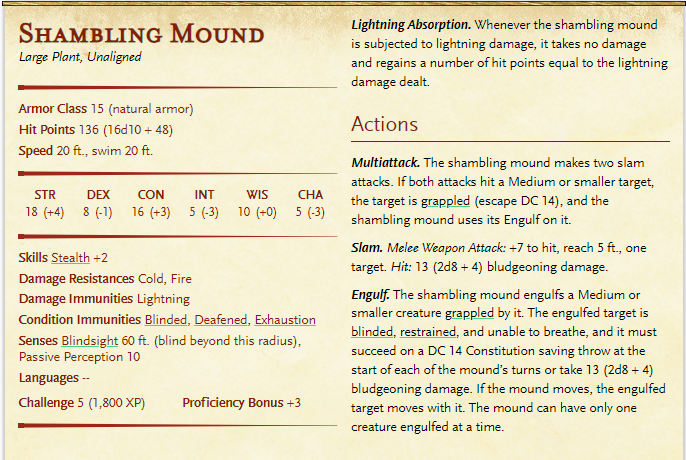 Shambling Mound
Large Plant, Unaligned
Armor Class 15 (natural armor)
Hit Points 136 (16d10 + 48)
Speed 20 ft., swim 20 ft.
STR DEX CON INT WIS CHA
18 (+4) 8 (-1) 16 (+3) 5 (-3) 10 (+0) 5 (-3)
Skills Stealth +2
Damage Resistances Cold, Fire
Damage Immunities Lightning
Condition Immunities Blinded, Deafened, Exhaustion
Senses Blindsight 60 ft. (blind beyond this radius),
Passive Perception 10
Languages --
Challenge 5 (1,800 XP) Proficiency Bonus +3
Lightning Absorption. Whenever the shambling mound
is subjected to lightning damage, it takes no damage
and regains a number of hit points equal to the lightning
damage dealt.
Actions
Multiattack. The shambling mound makes two slam
attacks. If both attacks hit a Medium or smaller target,
the target is grappled (escape DC 14), and the
shambling mound uses its Engulf on it.
Slam. Melee Weapon Attack: +7 to hit, reach 5 ft., one
target. Hit: 13 (2d8 + 4) bludgeoning damage.
Engulf. The shambling mound engulfs a Medium or
smaller creature grappled by it. The engulfed target is
blinded, restrained, and unable to breathe, and it must
succeed on a DC 14 Constitution saving throw at the
start of each of the mound's turns or take 13 (2d8 + 4)
bludgeoning damage. If the mound moves, the engulfed
target moves with it. The mound can have only one
creature engulfed at a time.